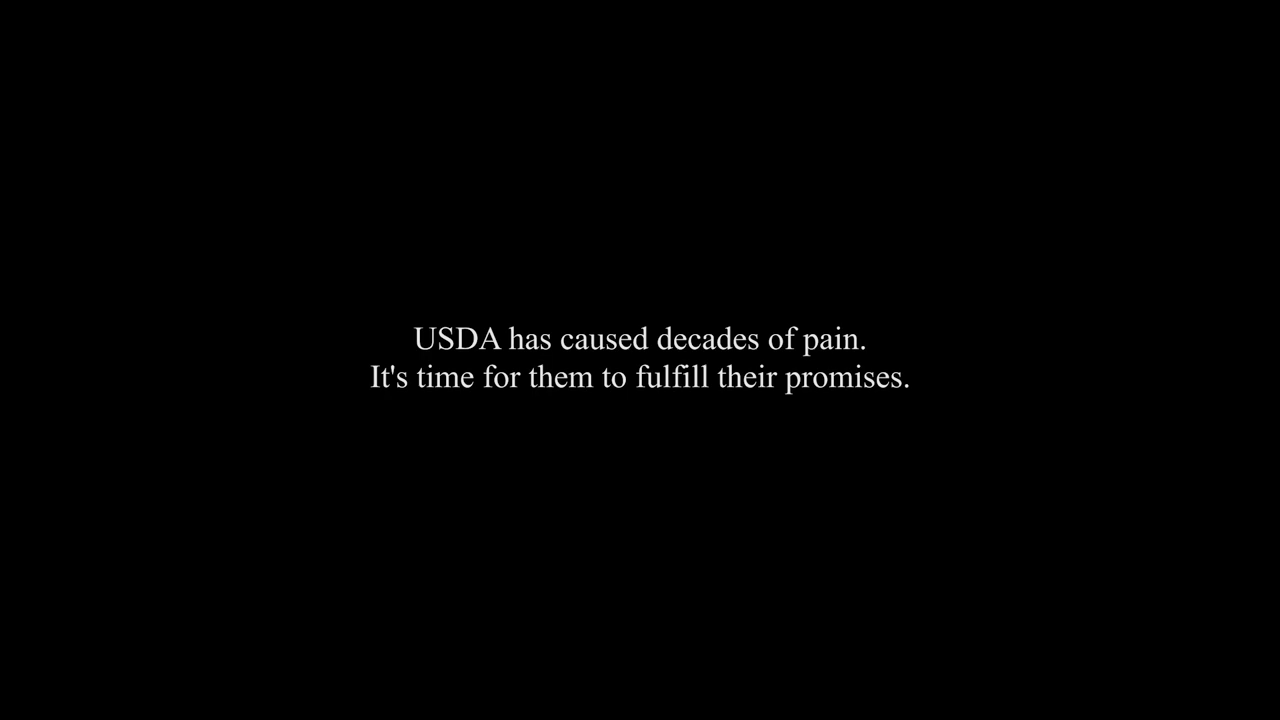 USDA has caused decades of pain.
It's time for them to fulfill their promises.